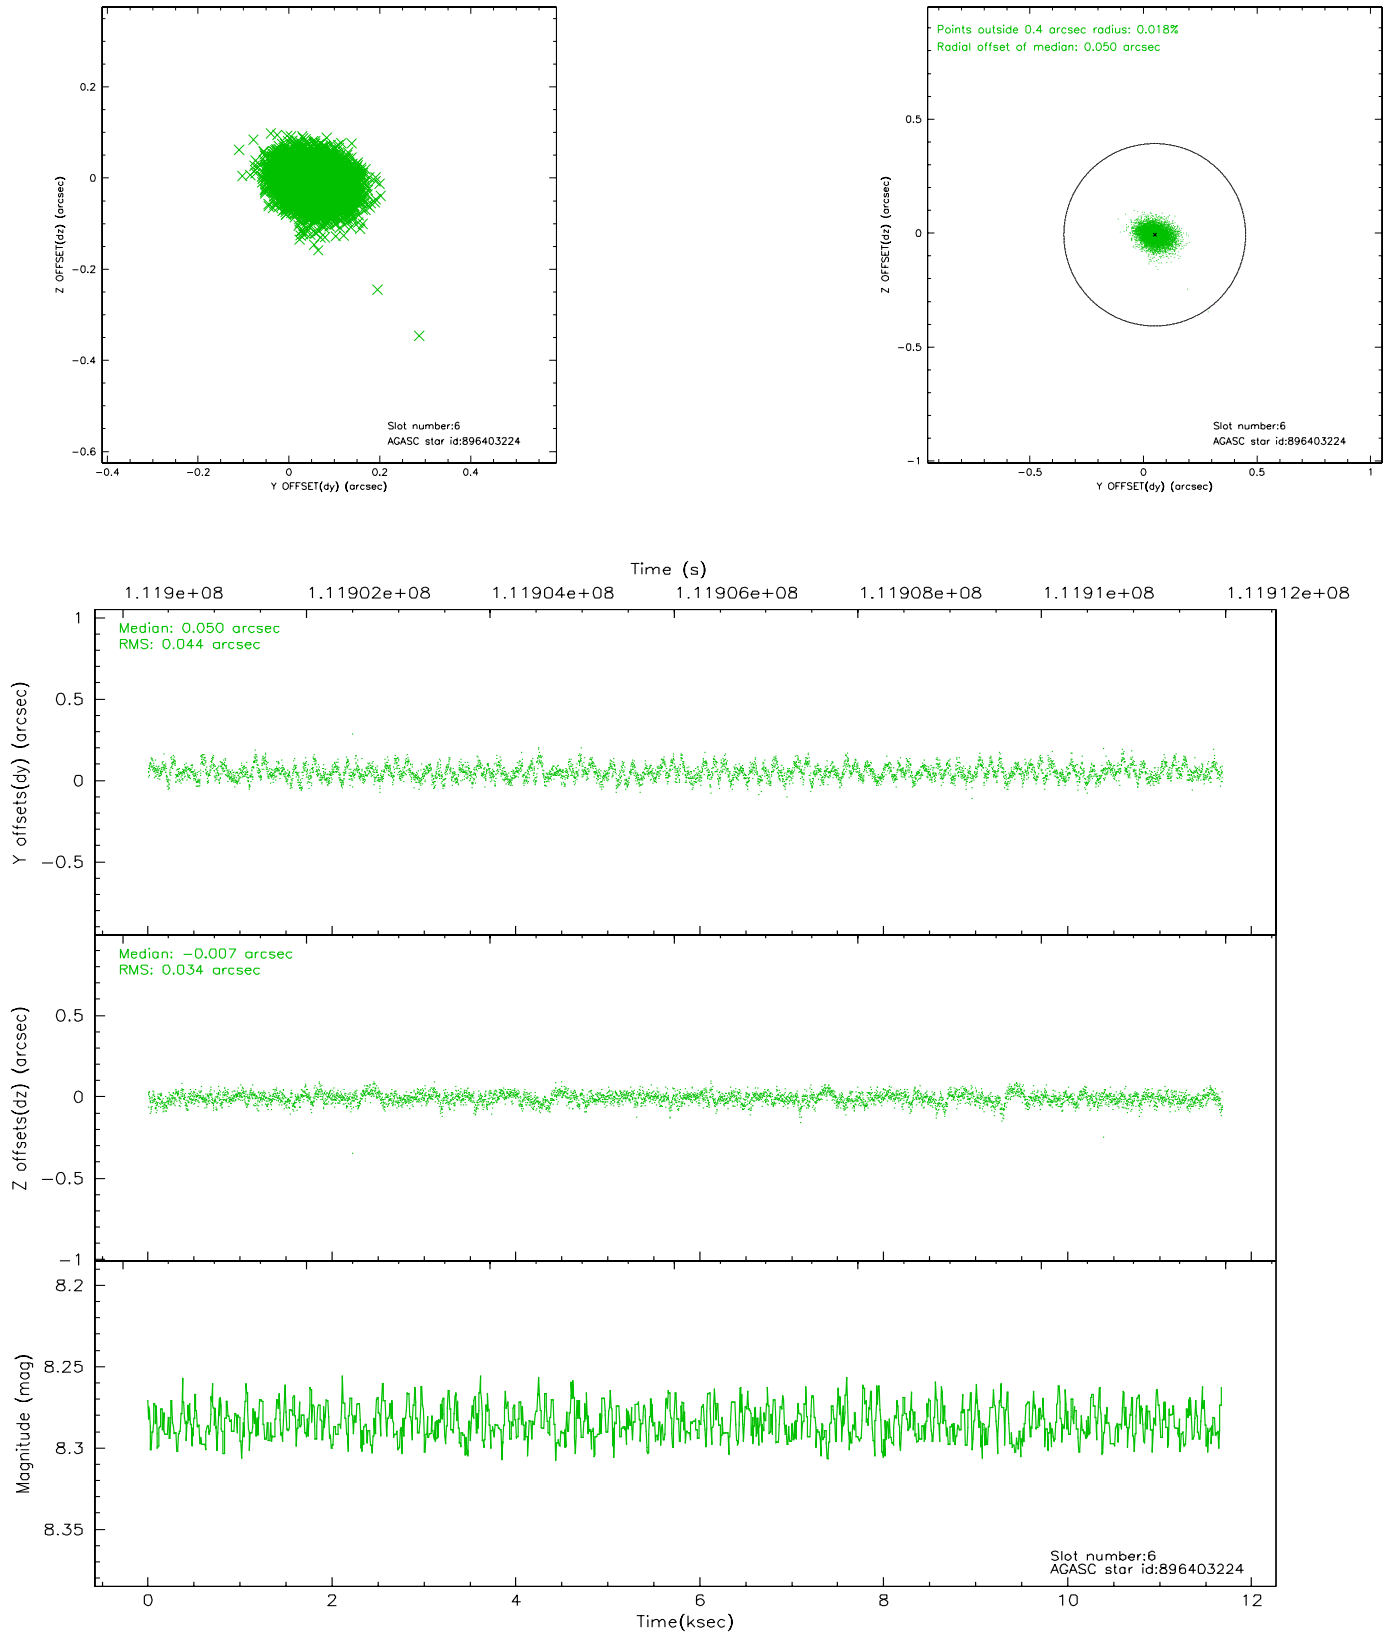 0.2
0
−0.2
−0.4
−0.6
Z OFFSET(dz) (arcsec)
Slot number:6
AGASC star id:896403224
−0.4
−0.2
0
0.2
0.4
Y OFFSET(dy) (arcsec)
Points outside 0.4 arcsec radius: 0.018%
Radial offset of median: 0.050 arcsec
0.5
0
−0.5
−1
Z OFFSET(dz) (arcsec)
Slot number:6
AGASC star id:896403224
−0.5
0
0.5
1
Y OFFSET(dy) (arcsec)
Time (s)
1.119e+08
1.11902e+08
1.11904e+08
1.11906e+08
1.11908e+08
1.1191e+08
1.11912e+08
Median: 0.050 arcsec
RMS: 0.044 arcsec
1
0.5
0
−0.5
Y offsets(dy) (arcsec)
Median: −0.007 arcsec
RMS: 0.034 arcsec
0.5
0
−0.5
−1
Z offsets(dz) (arcsec)
8.2
8.25
8.3
8.35
Magnitude (mag)
Slot number:6
AGASC star id:896403224
0
2
4
6
8
10
12
Time(ksec)